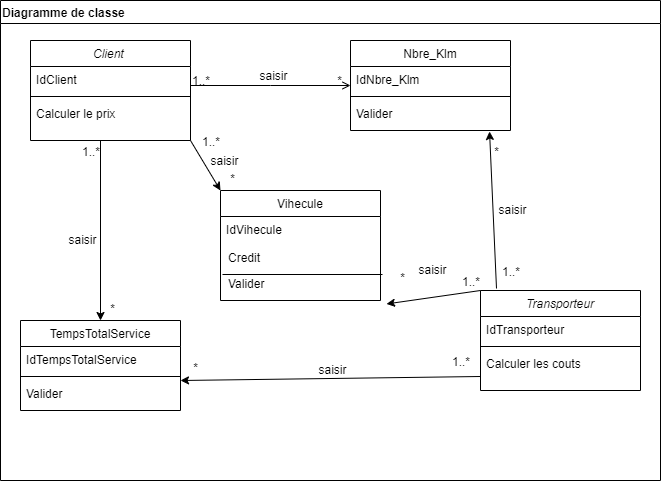 Diagramme de classe
Client
IdClient
Calculer le prix
1..*
saisir
*
Nbre_Klm
IdNbre_Klm
Valider
1..*
saisir
*
1..*
saisir
*
Vihecule
IdVihecule
Credit
Valider
*
saisir
1..*
*
saisir
1..*
Transporteur
IdTransporteur
Calculer les couts
TempsTotalService
IdTempsTotalService
Valider
*
saisir
1..*